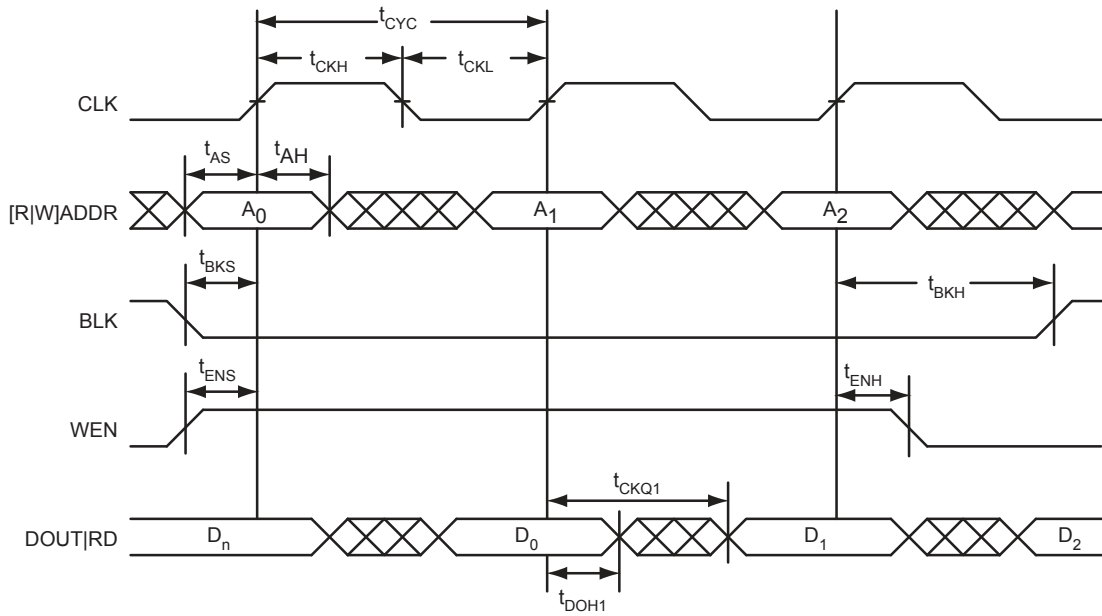 tCYC
tCKH tCKL
CLK
tAS tAH
[R|W]ADDR A0 A1 A2
tBKS tBKH
BLK
tENS tENH
WEN
tCKQ1
DOUT|RD Dn D0 D1 D2
tDOH1